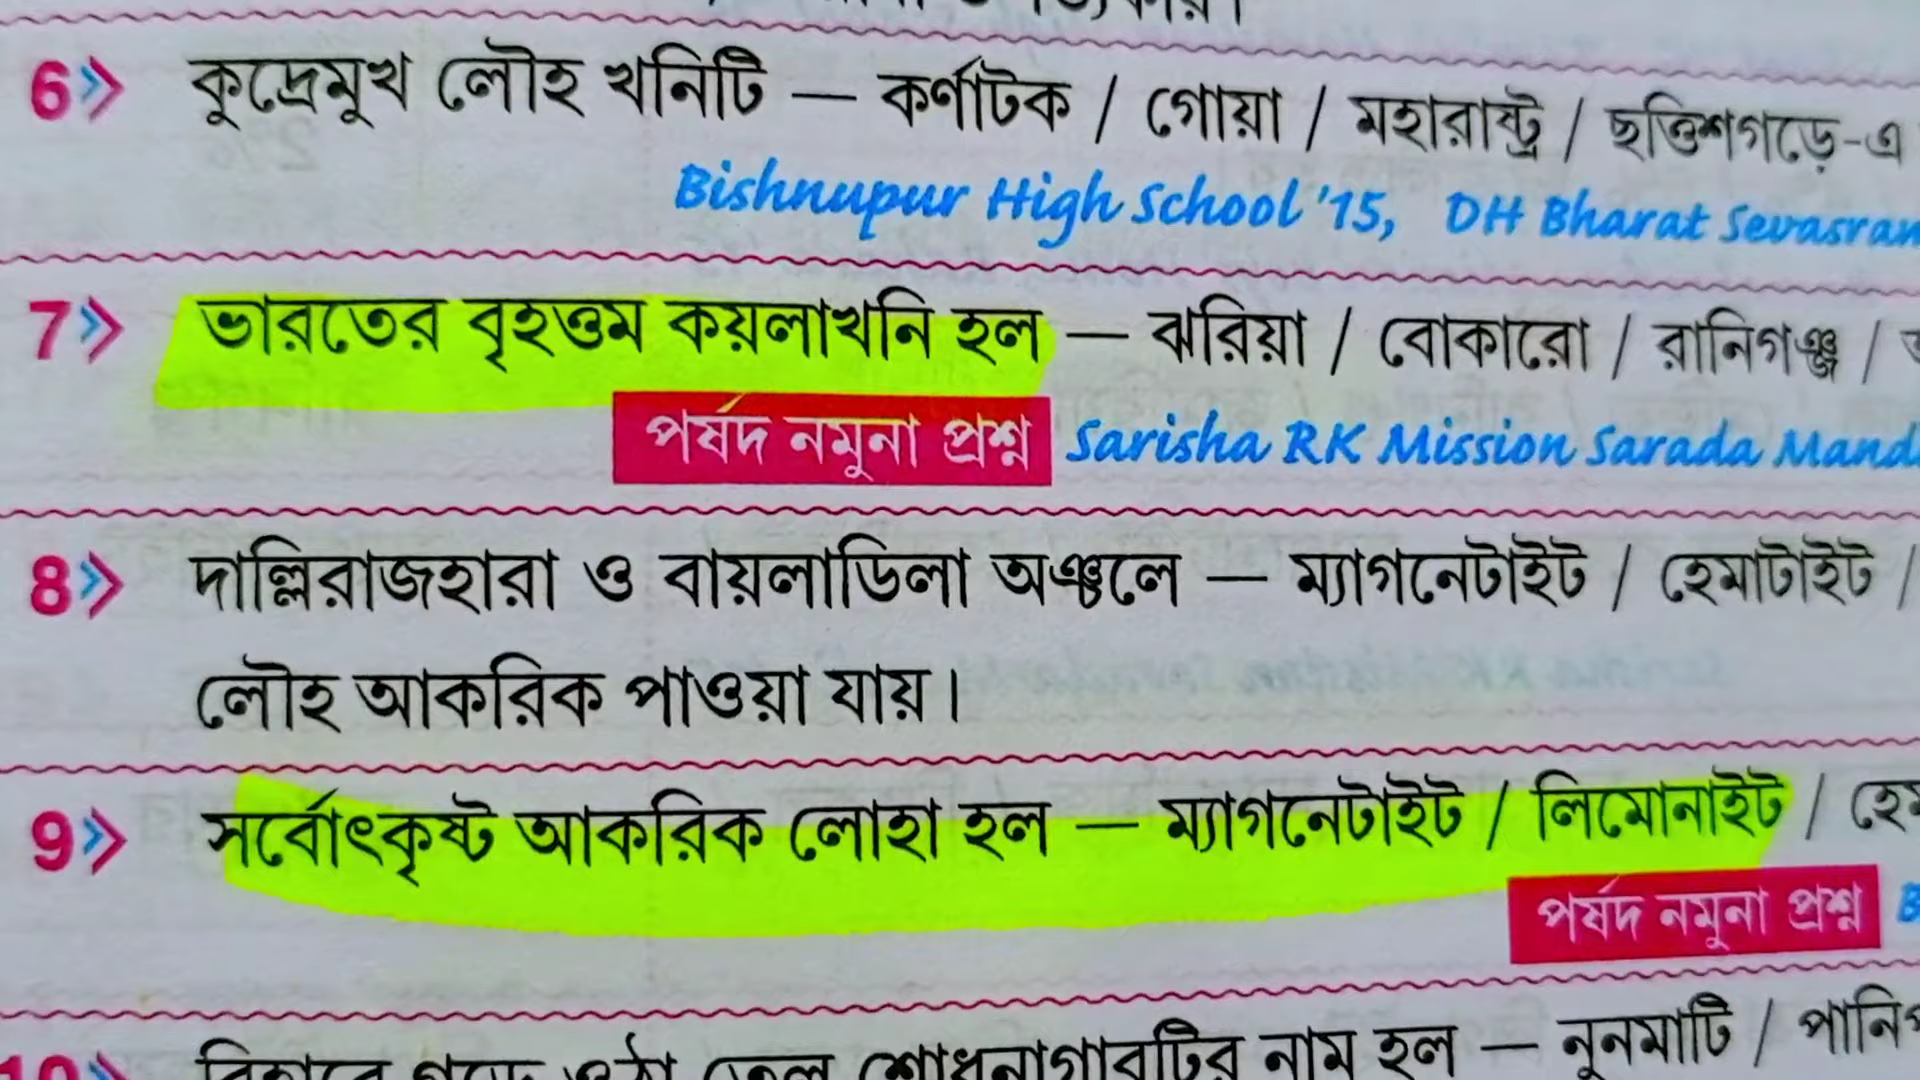 6» কুদ্রেমুখ লৌহ খনিটি — কর্ণাটক / গোয়া / মহারাষ্ট্র / ছত্তিশগড়ে-এ
Bishnupur High School '15, DH Bharat Sevasram
7» ভারতের বৃহত্তম কয়লাখনি হল — ঝরিয়া / বোকারো / রানিগঞ্জ /
পর্ষদ নমুনা প্রশ্ন Sarisha RK Mission Sarada Mand
8» দাল্লিরাজহারা ও বায়লাডিলা অঞ্চলে — ম্যাগনেটাইট / হেমাটাইট /
লৌহ আকরিক পাওয়া যায়।
9» সর্বোৎকৃষ্ট আকরিক লোহা হল — ম্যাগনেটাইট / লিমোনাইট / হে
পর্ষদ নমুনা প্রশ্ন B
10» বিহারে গড়ে ওঠা তেল শোধনাগারটির নাম হল — নুনমাটি / পানি